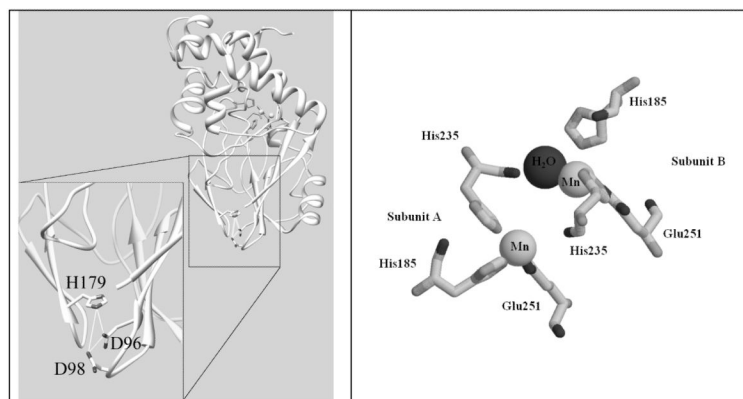 H179
D96
D98
His185
His235
H₂O
Mn
Subunit B
Subunit A
Glu251
His235
Mn
His185
Glu251